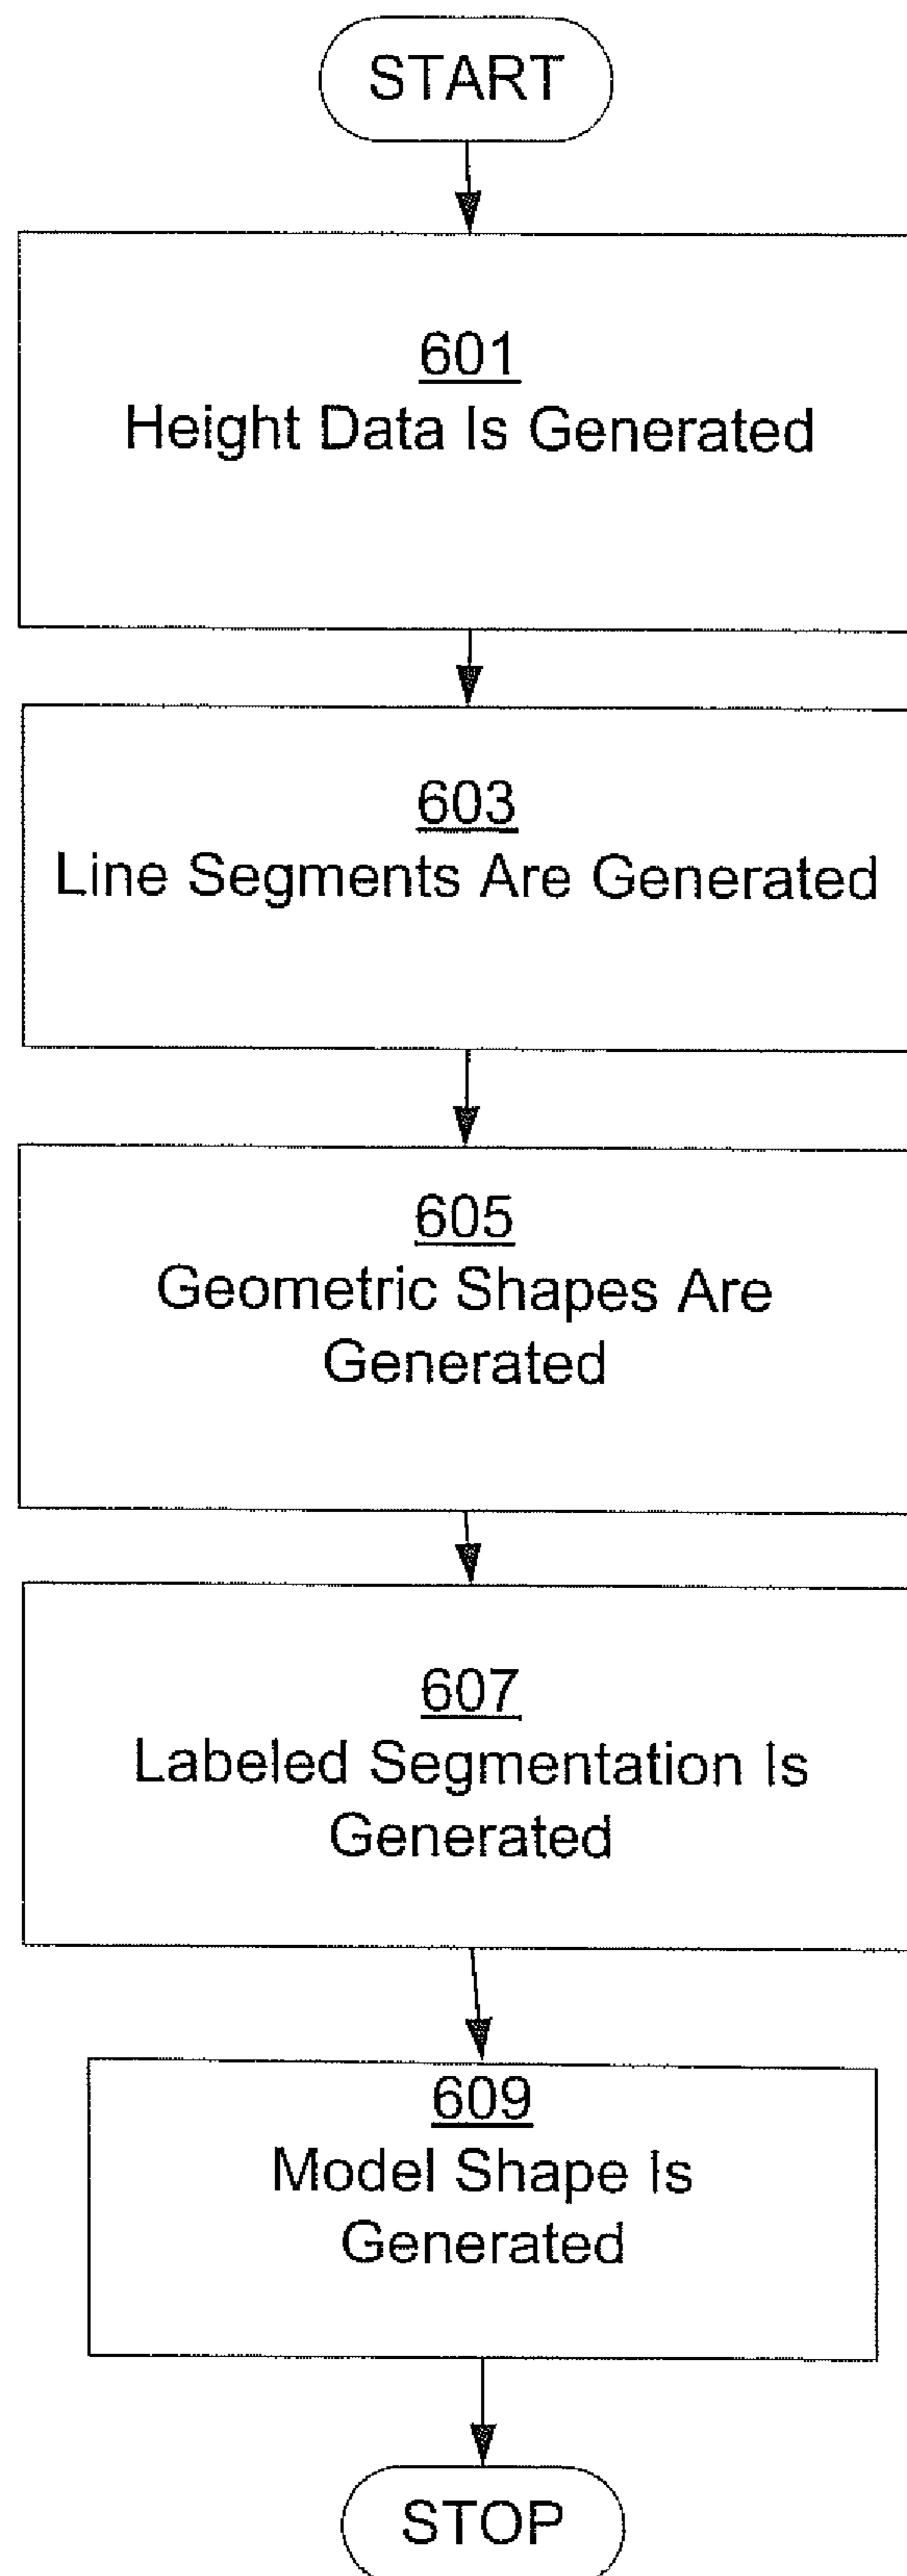 START
601
Height Data Is Generated
603
Line Segments Are Generated
605
Geometric Shapes Are
Generated
607
Labeled Segmentation Is
Generated
609
Model Shape Is
Generated
STOP